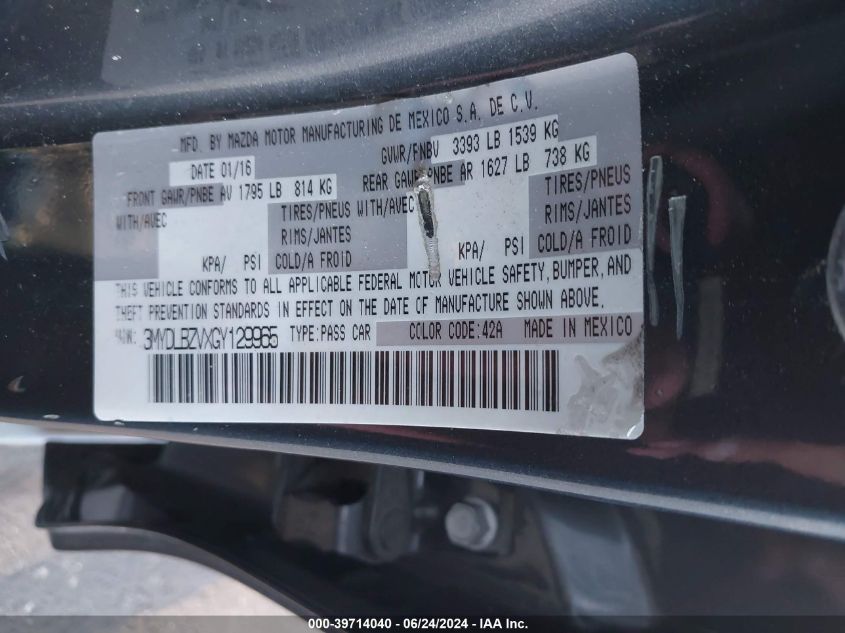 MFD. BY MAZDA MOTOR MANUFACTURING DE MEXICO S.A. DE C.V.
DATE 01/16 GVWR/PNBV 3393 LB 1539 KG
FRONT GAWR/PNBE AV 1795 LB 814 KG REAR GAWR/PNBE AR 1627 LB 738 KG
WITH/AVEC TIRES/PNEUS WITH/AVEC TIRES/PNEUS
RIMS/JANTES RIMS/JANTES
KPA/ PSI COLD/A FROID KPA/ PSI COLD/A FROID
THIS VEHICLE CONFORMS TO ALL APPLICABLE FEDERAL MOTOR VEHICLE SAFETY, BUMPER, AND
THEFT PREVENTION STANDARDS IN EFFECT ON THE DATE OF MANUFACTURE SHOWN ABOVE.
3MYDLBZVXGY129965 TYPE:PASS CAR COLOR CODE:42A MADE IN MEXICO
000-39714040 - 06/24/2024 - IAA Inc.